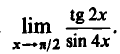 . lim x→π/2 tg 2x / sin 4x.